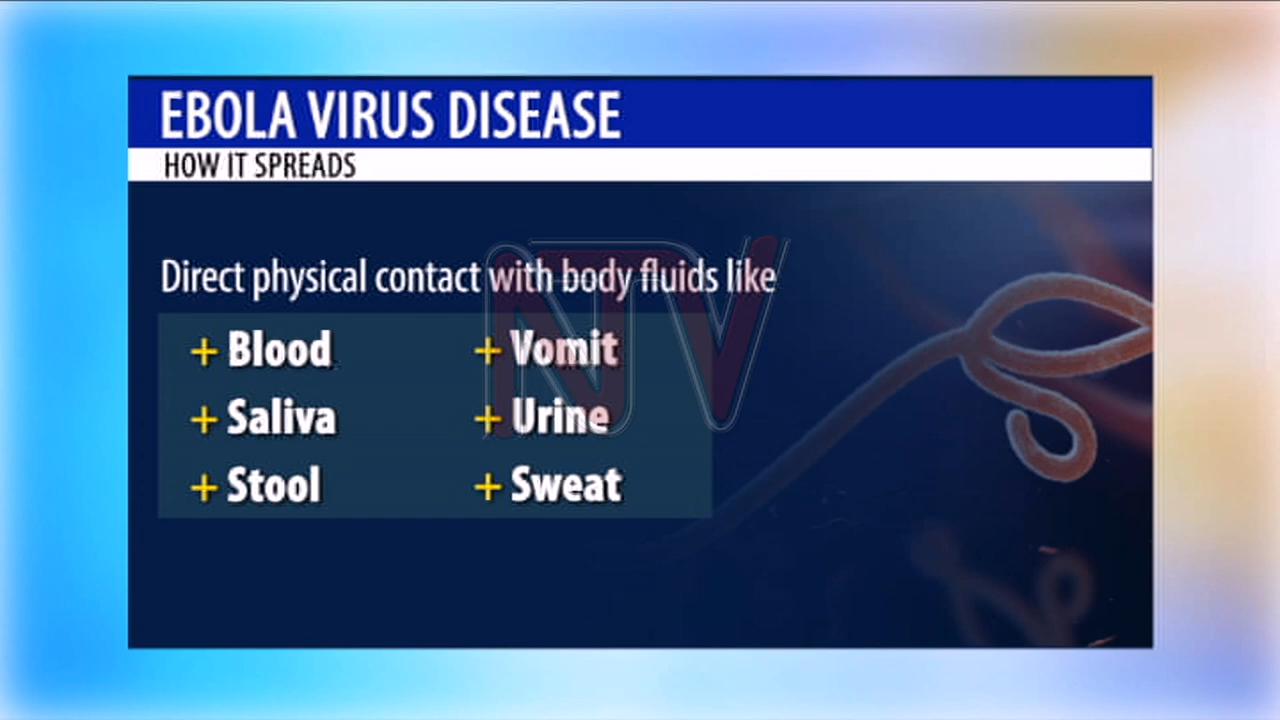 EBOLA VIRUS DISEASE
HOW IT SPREADS
Direct physical contact with body fluids like
+ Blood + Vomit
+ Saliva + Urine
+ Stool + Sweat
NTV